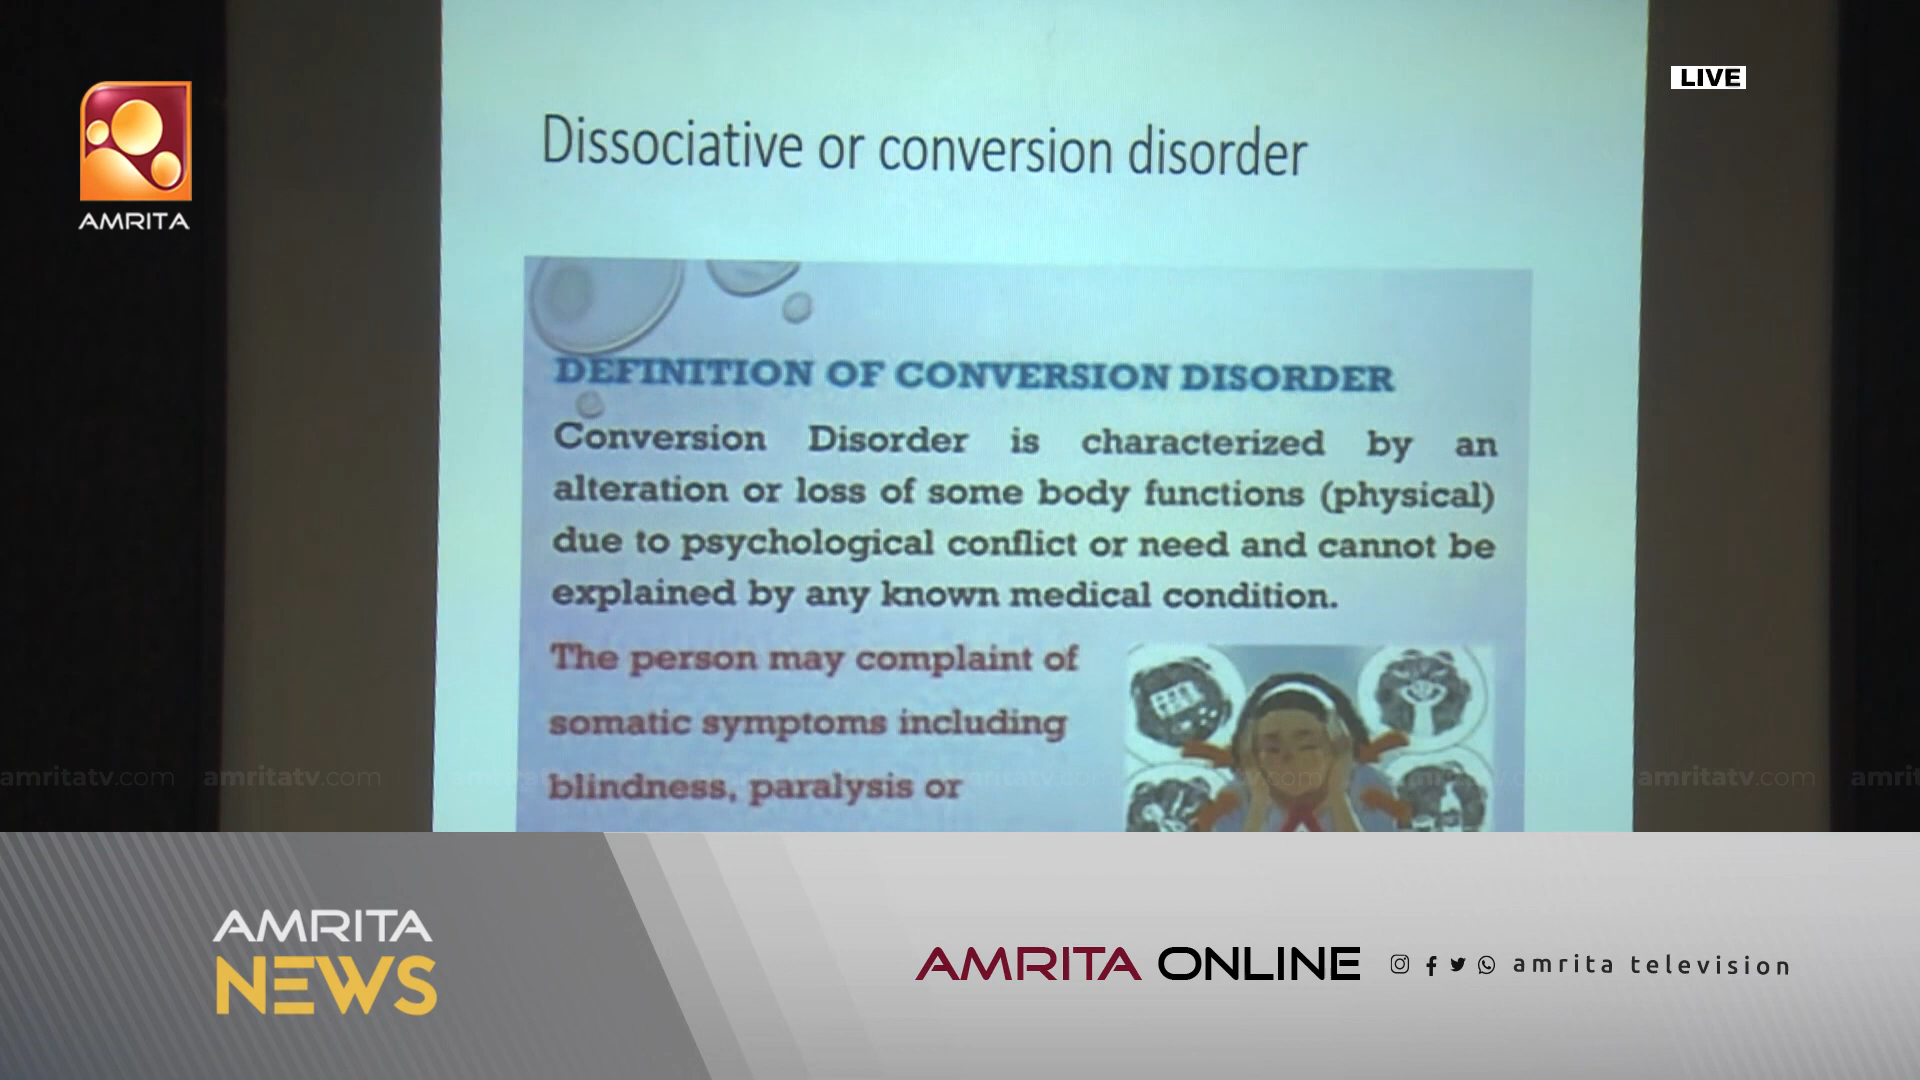 LIVE
AMRITA
Dissociative or conversion disorder
DEFINITION OF CONVERSION DISORDER
Conversion Disorder is characterized by an
alteration or loss of some body functions (physical)
due to psychological conflict or need and cannot be
explained by any known medical condition.
The person may complaint of
somatic symptoms including
blindness, paralysis or
amritatv.com amritatv.com amritatv.com amrit
AMRITA
NEWS
AMRITA ONLINE amrita television